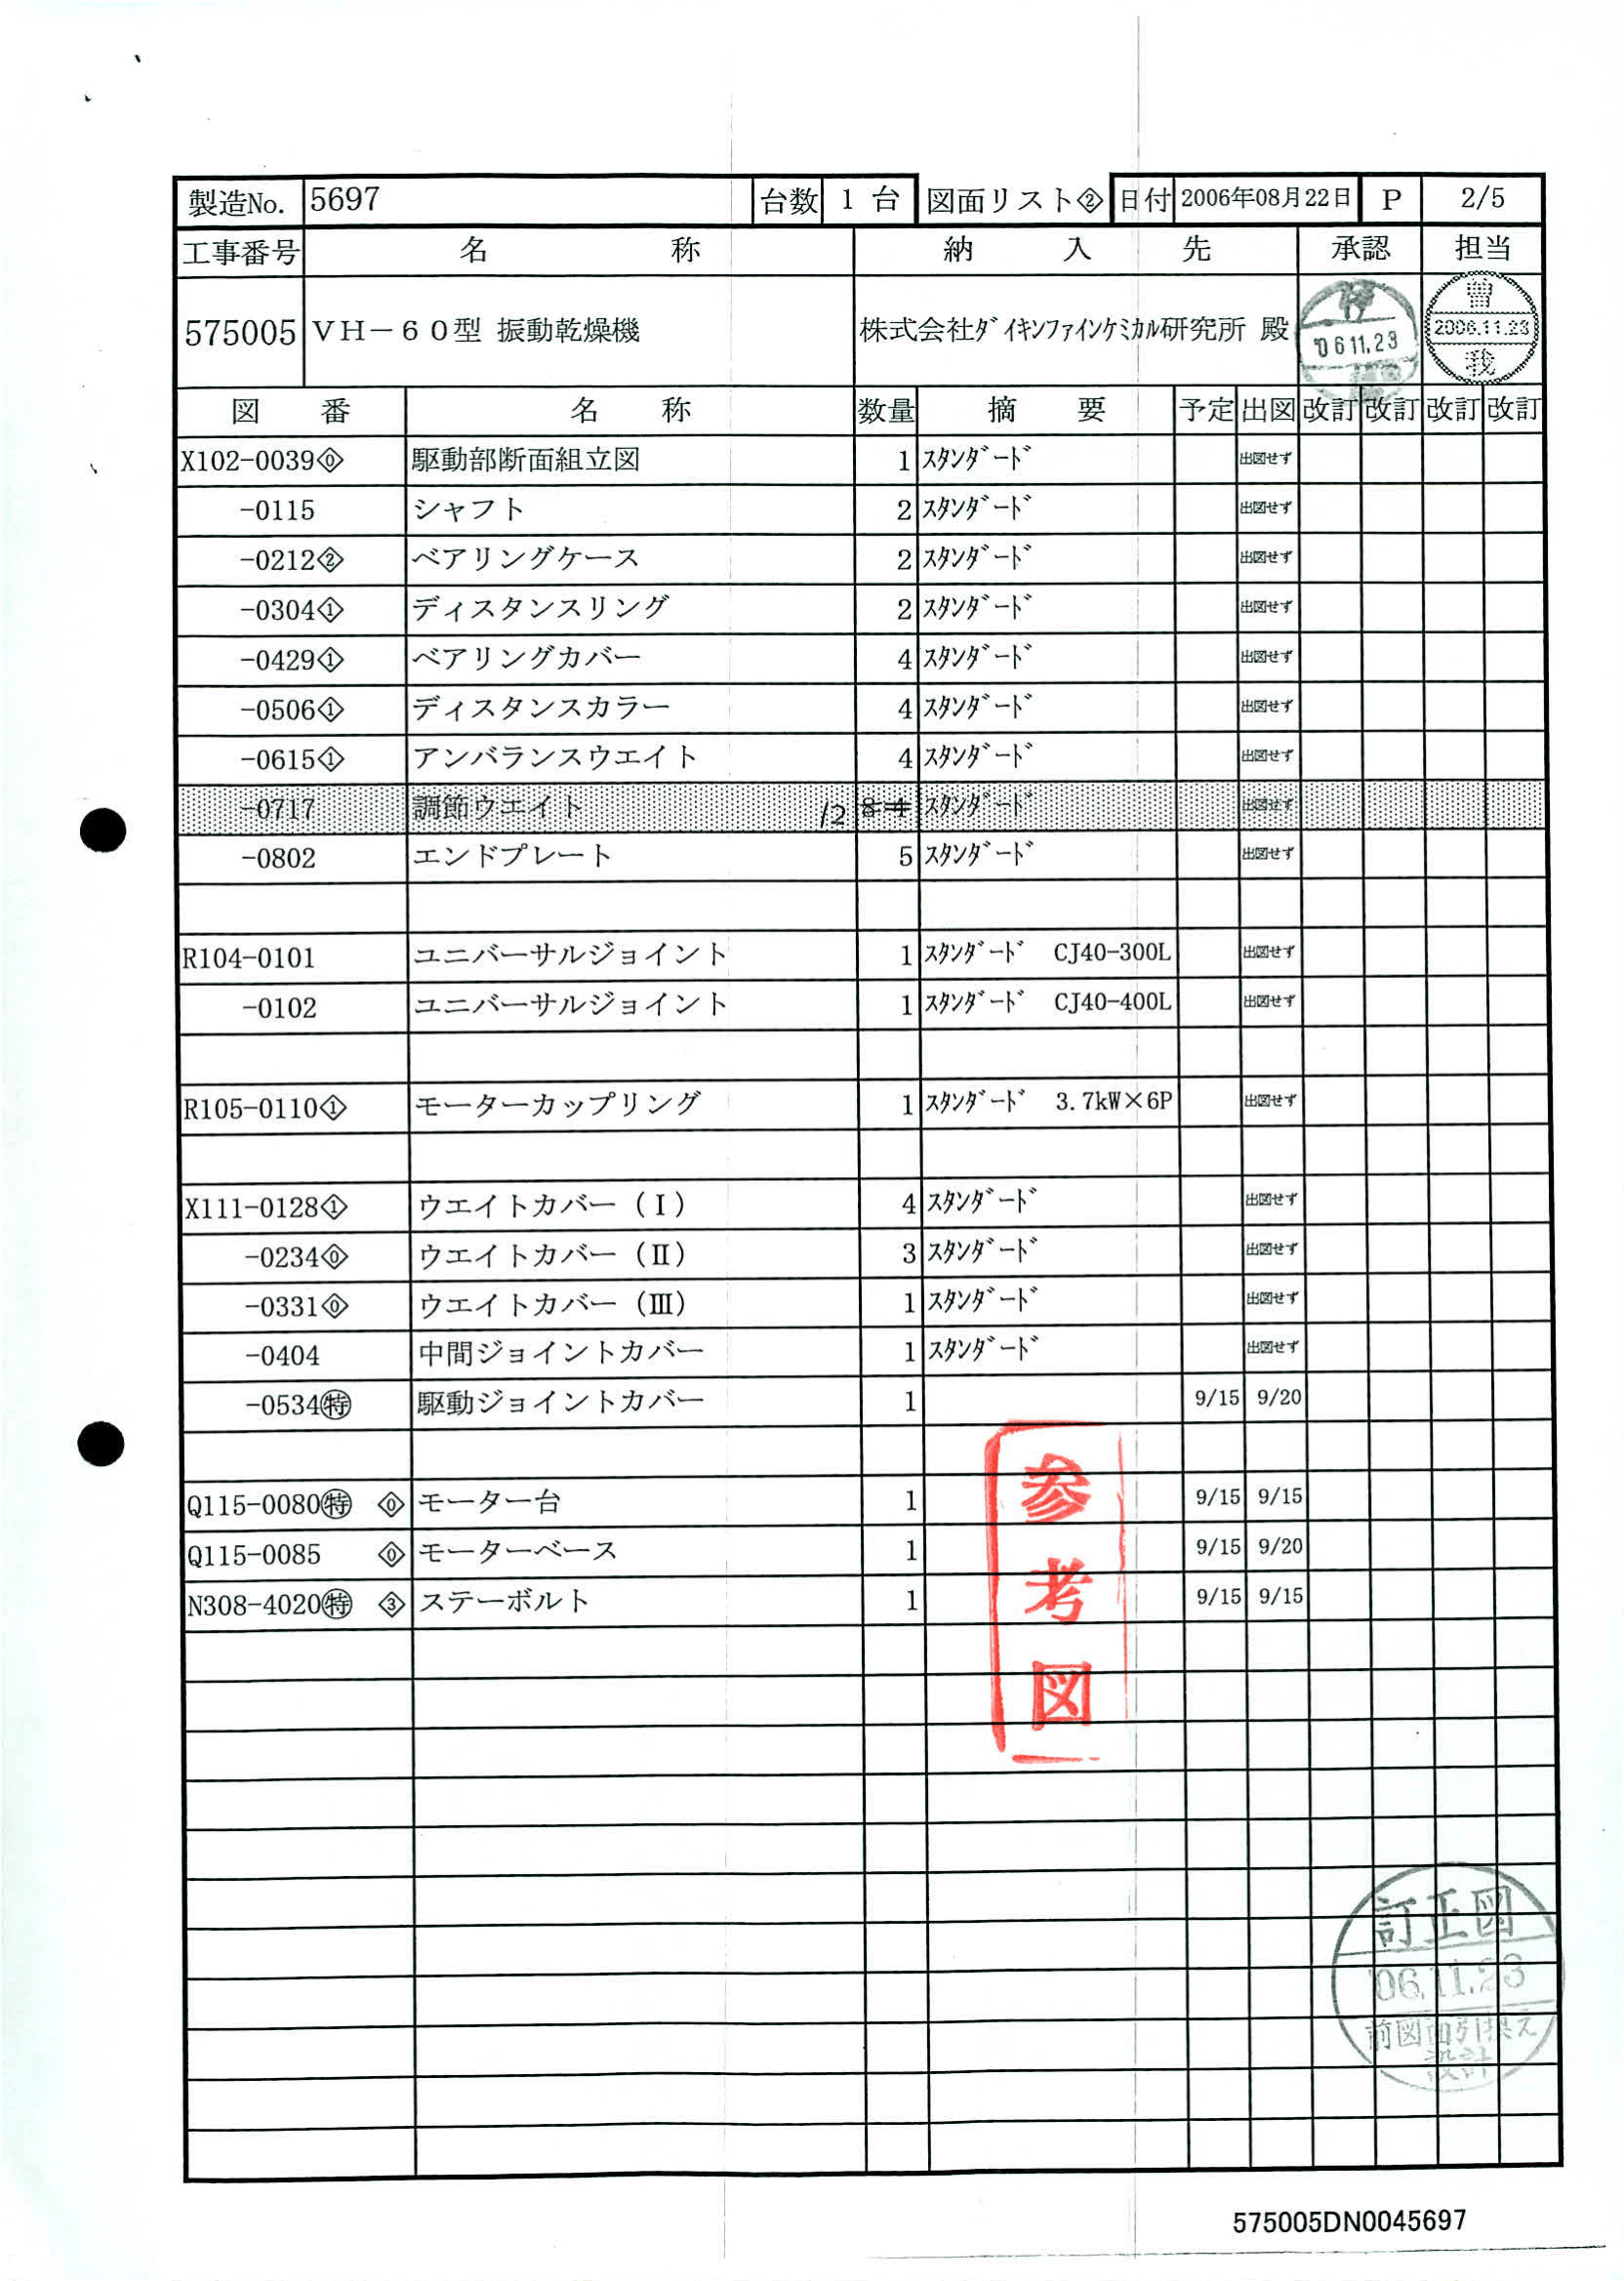 製造No. 5697 台数 1 台 図面リスト② 日付 2006年08月22日 P 2/5
工事番号 名 称 納 入 先 承認 担当
575005 VH－60型 振動乾燥機 株式会社ﾀﾞｲｷﾝﾌｧｲﾝｹﾐｶﾙ研究所 殿
'06 11.23
曽 2006.11.23 我
図 番 名 称 数量 摘 要 予定 出図 改訂 改訂 改訂 改訂
X102-0039⓪ 駆動部断面組立図 1 ｽﾀﾝﾀﾞｰﾄﾞ 出図せず
-0115 シャフト 2 ｽﾀﾝﾀﾞｰﾄﾞ 出図せず
-0212② ベアリングケース 2 ｽﾀﾝﾀﾞｰﾄﾞ 出図せず
-0304① ディスタンスリング 2 ｽﾀﾝﾀﾞｰﾄﾞ 出図せず
-0429① ベアリングカバー 4 ｽﾀﾝﾀﾞｰﾄﾞ 出図せず
-0506① ディスタンスカラー 4 ｽﾀﾝﾀﾞｰﾄﾞ 出図せず
-0615① アンバランスウエイト 4 ｽﾀﾝﾀﾞｰﾄﾞ 出図せず
-0717 調節ウエイト 12 ｽﾀﾝﾀﾞｰﾄﾞ 出図せず
-0802 エンドプレート 5 ｽﾀﾝﾀﾞｰﾄﾞ 出図せず
R104-0101 ユニバーサルジョイント 1 ｽﾀﾝﾀﾞｰﾄﾞ CJ40-300L 出図せず
-0102 ユニバーサルジョイント 1 ｽﾀﾝﾀﾞｰﾄﾞ CJ40-400L 出図せず
R105-0110① モーターカップリング 1 ｽﾀﾝﾀﾞｰﾄﾞ 3.7kW×6P 出図せず
X111-0128① ウエイトカバー（Ⅰ） 4 ｽﾀﾝﾀﾞｰﾄﾞ 出図せず
-0234⓪ ウエイトカバー（Ⅱ） 3 ｽﾀﾝﾀﾞｰﾄﾞ 出図せず
-0331⓪ ウエイトカバー（Ⅲ） 1 ｽﾀﾝﾀﾞｰﾄﾞ 出図せず
-0404 中間ジョイントカバー 1 ｽﾀﾝﾀﾞｰﾄﾞ 出図せず
-0534㊕ 駆動ジョイントカバー 1 9/15 9/20
Q115-0080㊕ ⓪ モーター台 1 9/15 9/15
Q115-0085 ⓪ モーターベース 1 9/15 9/20
N308-4020㊕ ③ ステーボルト 1 9/15 9/15
参考図
訂正図
'06.11.23
前図面引換え
設計
575005DN0045697